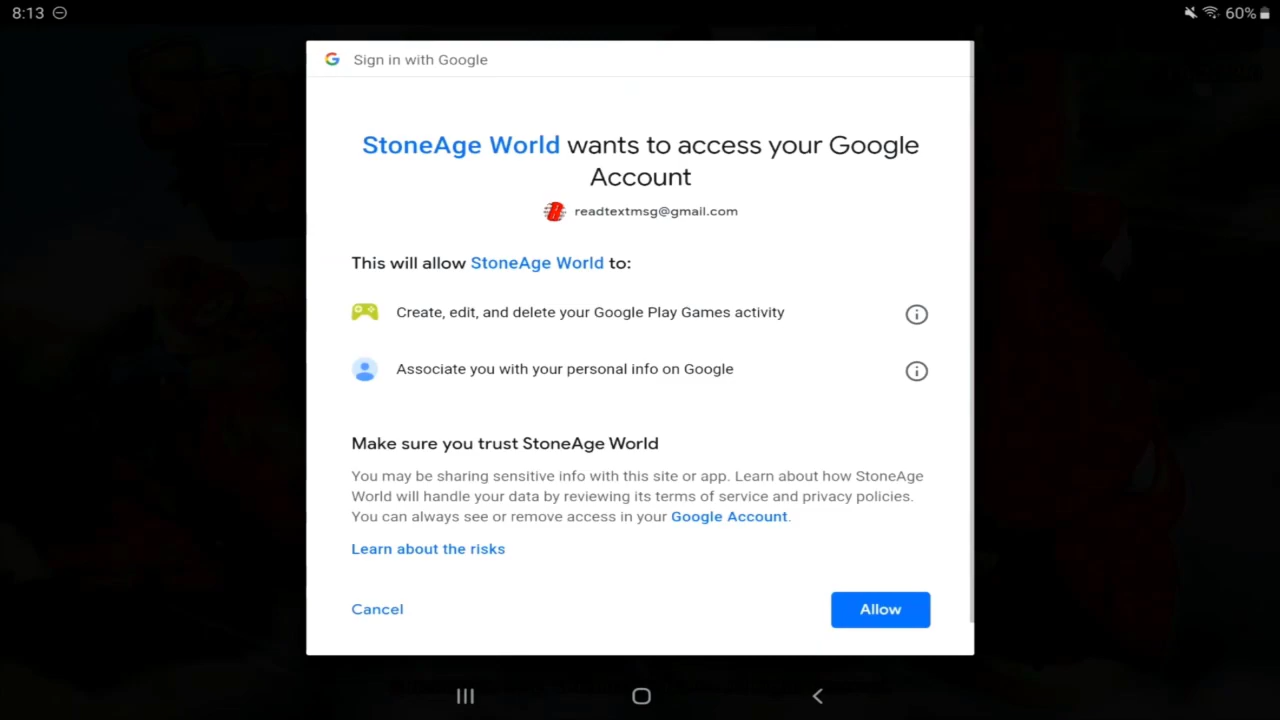 8:13
60%
Sign in with Google
StoneAge World wants to access your Google
Account
readtextmsg@gmail.com
This will allow StoneAge World to:
Create, edit, and delete your Google Play Games activity
Associate you with your personal info on Google
Make sure you trust StoneAge World
You may be sharing sensitive info with this site or app. Learn about how StoneAge
World will handle your data by reviewing its terms of service and privacy policies.
You can always see or remove access in your Google Account.
Learn about the risks
Cancel
Allow